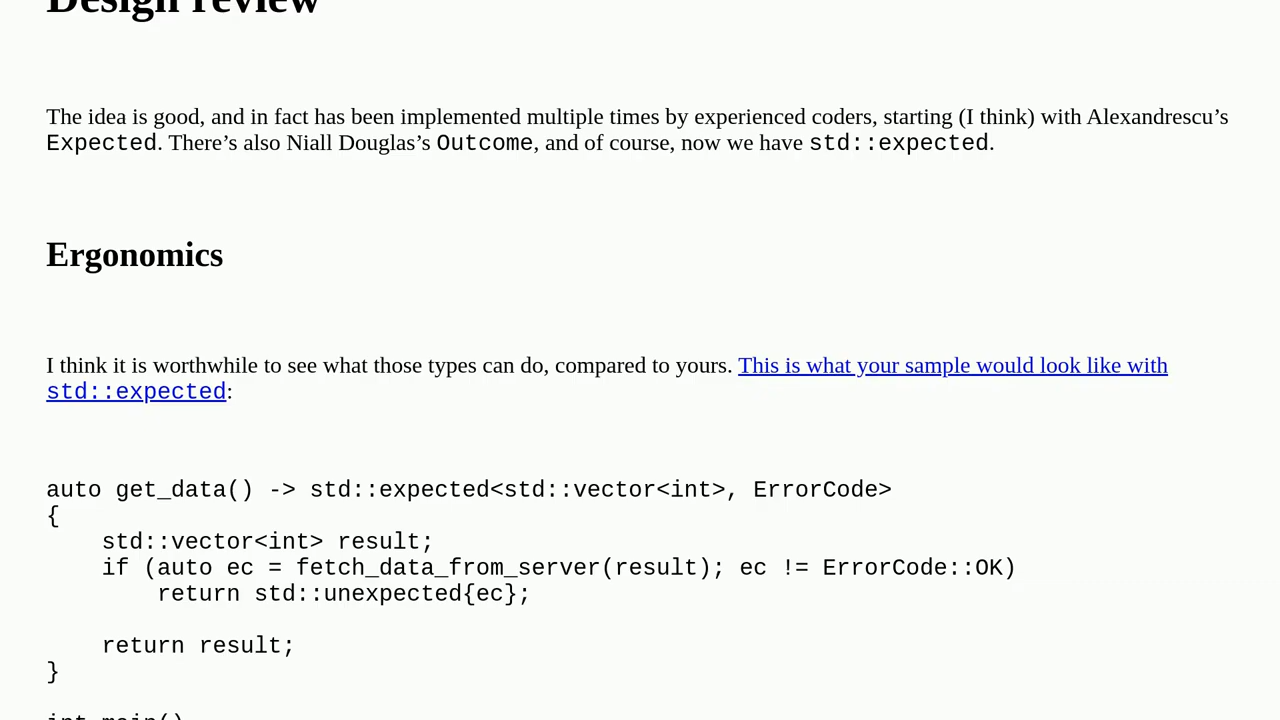 Design review
The idea is good, and in fact has been implemented multiple times by experienced coders, starting (I think) with Alexandrescu’s
Expected. There’s also Niall Douglas’s Outcome, and of course, now we have std::expected.
Ergonomics
I think it is worthwhile to see what those types can do, compared to yours. This is what your sample would look like with
std::expected:
auto get_data() -> std::expected<std::vector<int>, ErrorCode>
{
    std::vector<int> result;
    if (auto ec = fetch_data_from_server(result); ec != ErrorCode::OK)
        return std::unexpected{ec};
    return result;
}
int main()